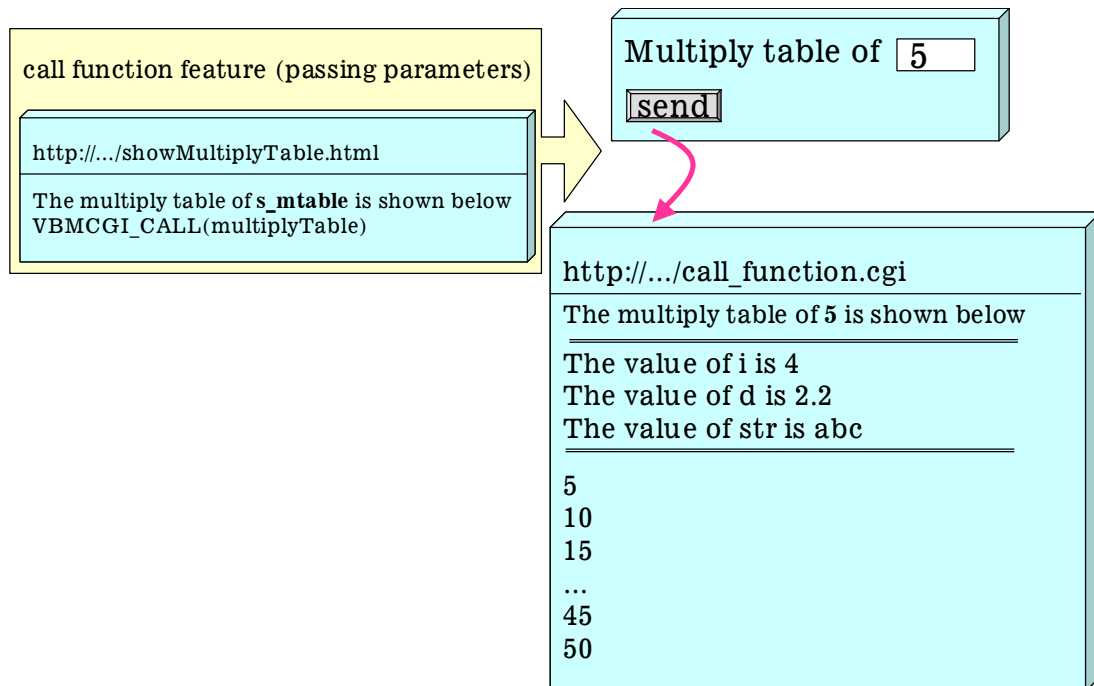 call function feature (passing parameters)
http://.../showMultiplyTable.html
The multiply table of s_mtable is shown below
VBMCGI_CALL(multiplyTable)
Multiply table of 5
send
http://.../call_function.cgi
The multiply table of 5 is shown below
The value of i is 4
The value of d is 2.2
The value of str is abc
5
10
15
...
45
50